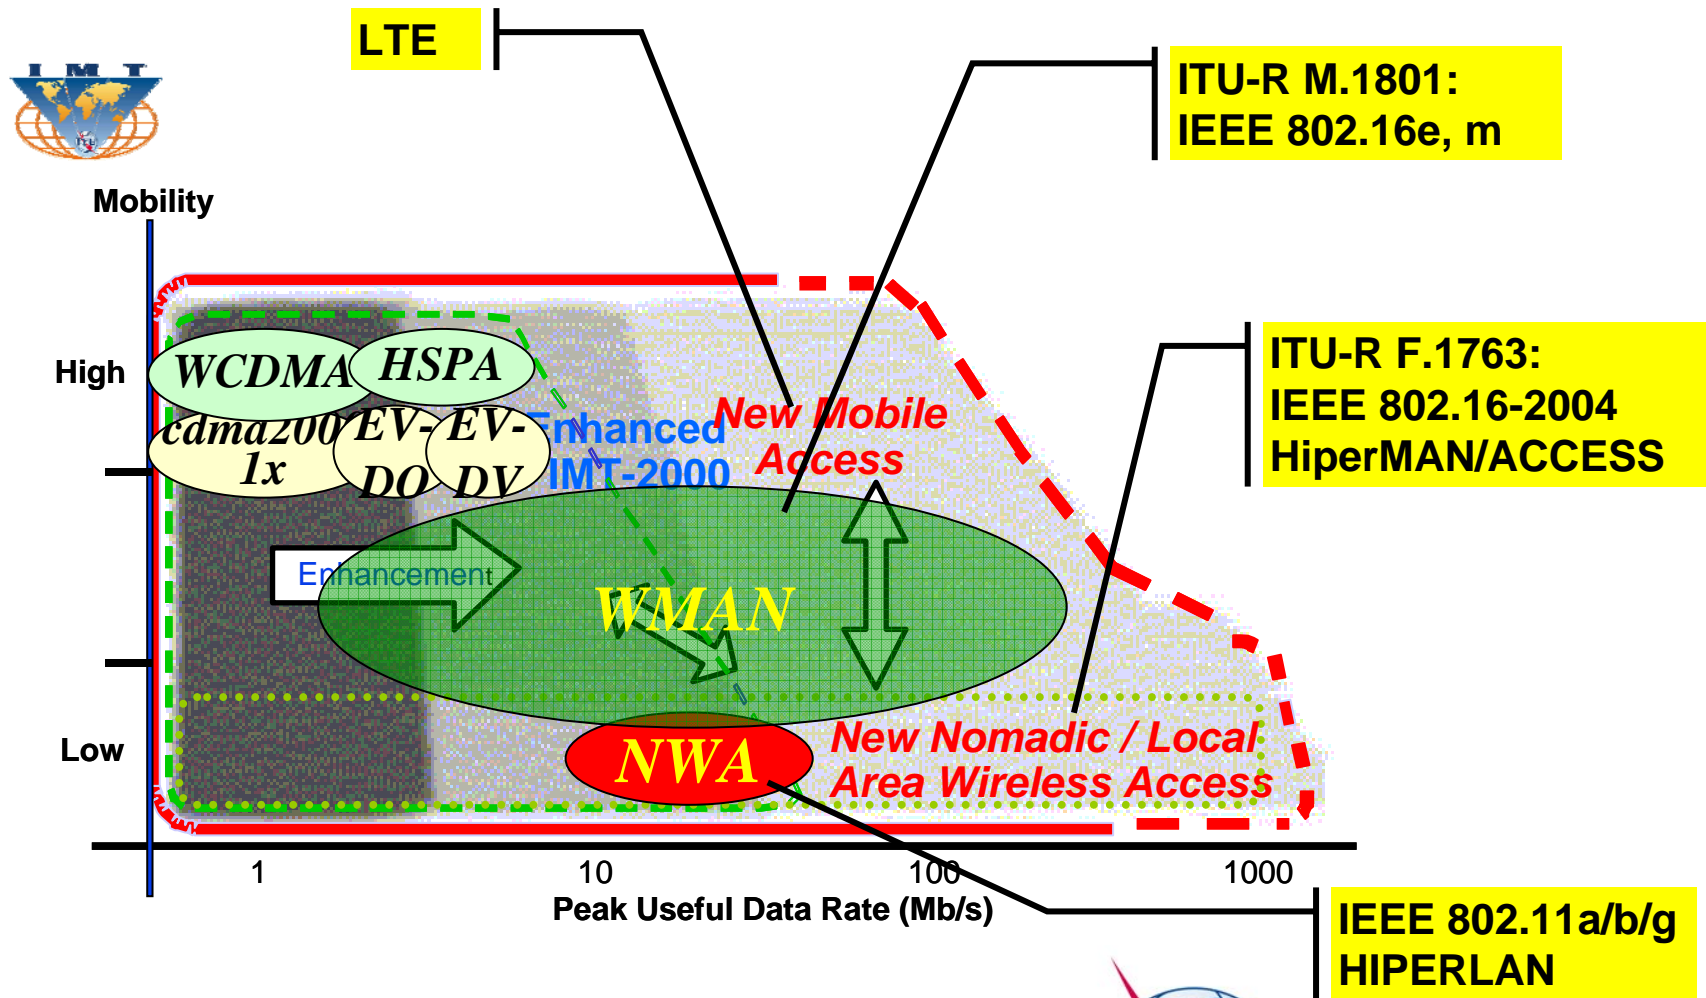 LTE
ITU-R M.1801:
IEEE 802.16e, m
I M T
Mobility
High
WCDMA
HSPA
ITU-R F.1763:
IEEE 802.16-2004
HiperMAN/ACCESS
cdma200
1x
EV-
DO
EV-
DV
Enhanced
IMT-2000
New Mobile
Access
Enhancement
WMAN
Low
NWA
New Nomadic / Local
Area Wireless Access
1
10
100
1000
Peak Useful Data Rate (Mb/s)
IEEE 802.11a/b/g
HIPERLAN